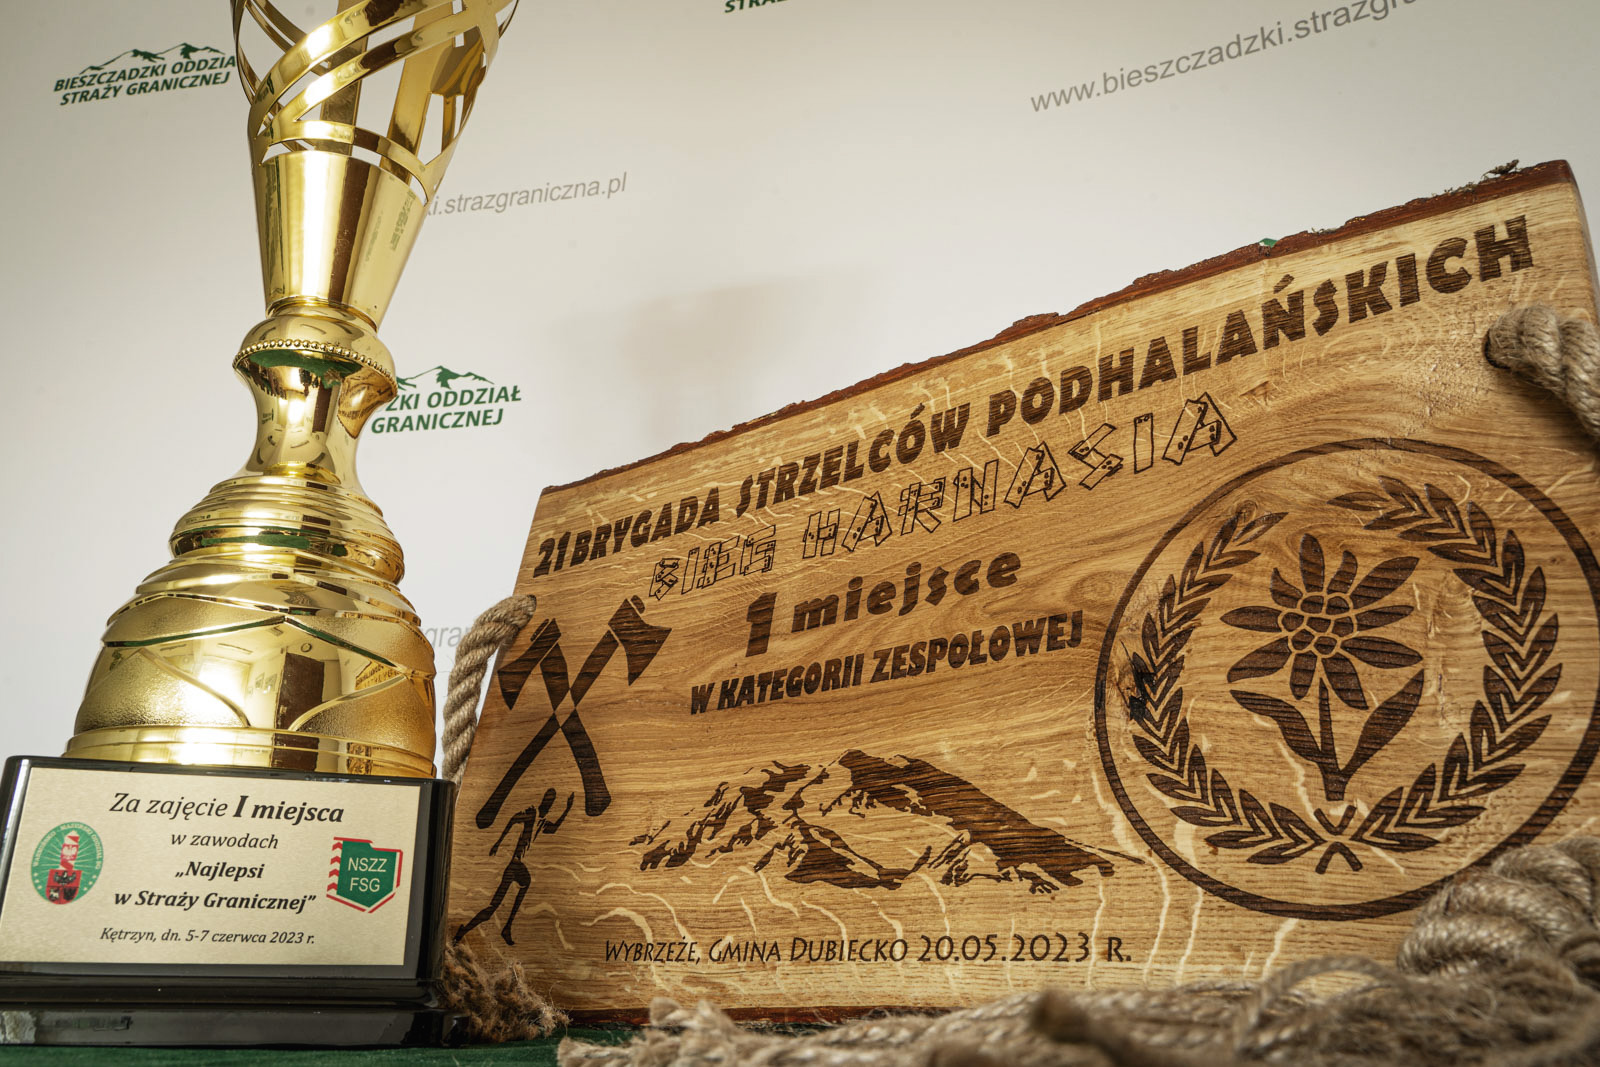 BIESZCZADZKI ODDZIA
STRAŻY GRANICZNEJ
www.bieszczadzki.strazgr
ki.strazgraniczna.pl
ZKI ODDZIAŁ
GRANICZNEJ
21 BRYGADA STRZELCÓW PODHALAŃSKICH
BIEG HARNASIA
1 miejsce
W KATEGORII ZESPOŁOWEJ
WYBRZEŻE, GMINA DUBIECKO 20.05.2023 R.
Za zajęcie I miejsca
w zawodach
„Najlepsi
w Straży Granicznej”
Kętrzyn, dn. 5-7 czerwca 2023 r.
NSZZ
FSG